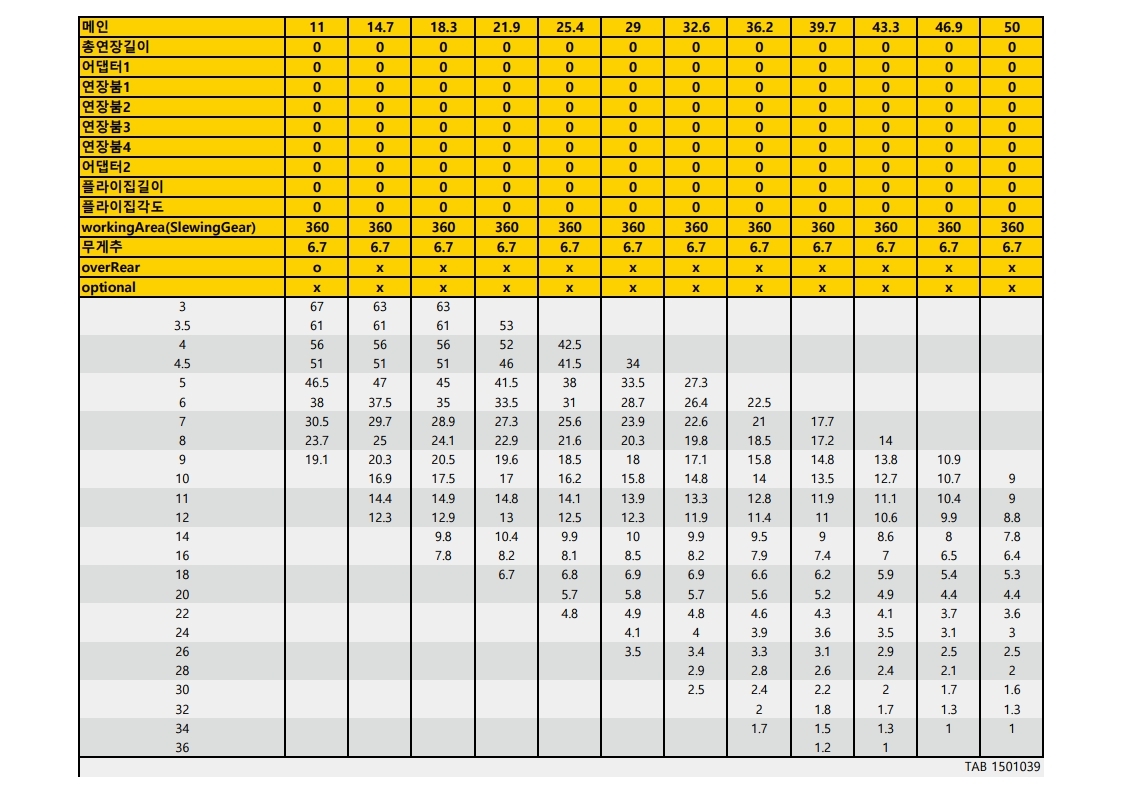 메인 11 14.7 18.3 21.9 25.4 29 32.6 36.2 39.7 43.3 46.9 50
총연장길이 0 0 0 0 0 0 0 0 0 0 0 0
어댑터1 0 0 0 0 0 0 0 0 0 0 0 0
연장붐1 0 0 0 0 0 0 0 0 0 0 0 0
연장붐2 0 0 0 0 0 0 0 0 0 0 0 0
연장붐3 0 0 0 0 0 0 0 0 0 0 0 0
연장붐4 0 0 0 0 0 0 0 0 0 0 0 0
어댑터2 0 0 0 0 0 0 0 0 0 0 0 0
플라이집길이 0 0 0 0 0 0 0 0 0 0 0 0
플라이집각도 0 0 0 0 0 0 0 0 0 0 0 0
workingArea(SlewingGear) 360 360 360 360 360 360 360 360 360 360 360 360
무게추 6.7 6.7 6.7 6.7 6.7 6.7 6.7 6.7 6.7 6.7 6.7 6.7
overRear o x x x x x x x x x x x
optional x x x x x x x x x x x x
3 67 63 63
3.5 61 61 61 53
4 56 56 56 52 42.5
4.5 51 51 51 46 41.5 34
5 46.5 47 45 41.5 38 33.5 27.3
6 38 37.5 35 33.5 31 28.7 26.4 22.5
7 30.5 29.7 28.9 27.3 25.6 23.9 22.6 21 17.7
8 23.7 25 24.1 22.9 21.6 20.3 19.8 18.5 17.2 14
9 19.1 20.3 20.5 19.6 18.5 18 17.1 15.8 14.8 13.8 10.9
10 16.9 17.5 17 16.2 15.8 14.8 14 13.5 12.7 10.7 9
11 14.4 14.9 14.8 14.1 13.9 13.3 12.8 11.9 11.1 10.4 9
12 12.3 12.9 13 12.5 12.3 11.9 11.4 11 10.6 9.9 8.8
14 9.8 10.4 9.9 10 9.9 9.5 9 8.6 8 7.8
16 7.8 8.2 8.1 8.5 8.2 7.9 7.4 7 6.5 6.4
18 6.7 6.8 6.9 6.9 6.6 6.2 5.9 5.4 5.3
20 5.7 5.8 5.7 5.6 5.2 4.9 4.4 4.4
22 4.8 4.9 4.8 4.6 4.3 4.1 3.7 3.6
24 4.1 4 3.9 3.6 3.5 3.1 3
26 3.5 3.4 3.3 3.1 2.9 2.5 2.5
28 2.9 2.8 2.6 2.4 2.1 2
30 2.5 2.4 2.2 2 1.7 1.6
32 2 1.8 1.7 1.3 1.3
34 1.7 1.5 1.3 1 1
36 1.2 1
TAB 1501039